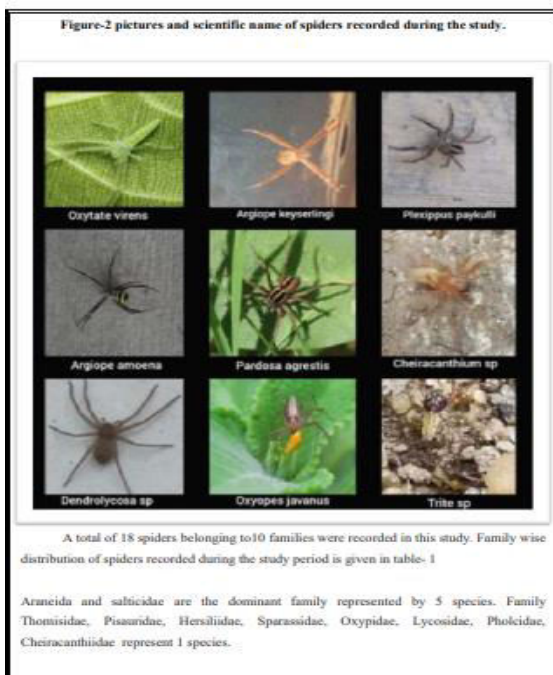 Figure-2 pictures and scientific name of spiders recorded during the study.
Oxytate virens
Argiope keyserlingi
Plexippus paykulli
Argiope amoena
Pardosa agrestis
Cheiracanthium sp
Dendrolycosa sp
Oxyopes javanus
Trite sp
A total of 18 spiders belonging to10 families were recorded in this study. Family wise
distribution of spiders recorded during the study period is given in table- 1
Araneida and salticidae are the dominant family represented by 5 species. Family
Thomisidae, Pisauridae, Hersiliidae, Sparassidae, Oxypidae, Lycosidae, Pholcidae,
Cheiracanthiidae represent 1 species.